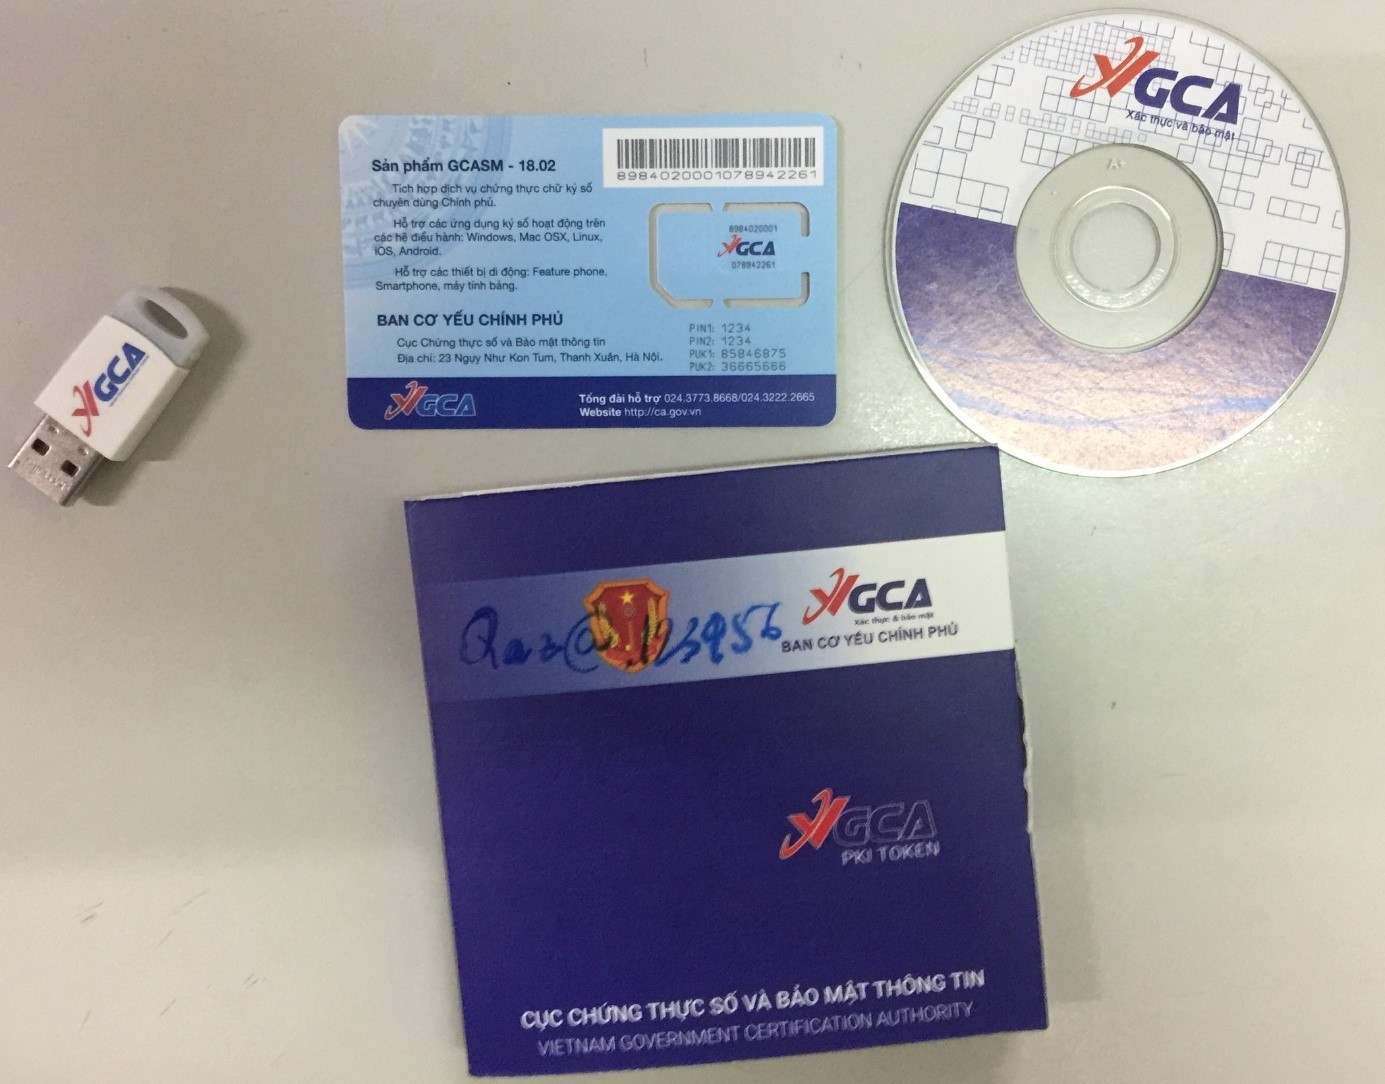 Sản phẩm GCASM - 18.02
Tích hợp dịch vụ chứng thực chữ ký số
chuyên dùng Chính phủ.
Hỗ trợ các ứng dụng ký số hoạt động trên
các hệ điều hành: Windows, Mac OSX, Linux,
iOS, Android.
Hỗ trợ các thiết bị di động: Feature phone,
Smartphone, máy tính bảng.
BAN CƠ YẾU CHÍNH PHỦ
Cục Chứng thực số và Bảo mật thông tin
Địa chỉ: 23 Ngụy Như Kon Tum, Thanh Xuân, Hà Nội.
8984020001078942261
8984020001
GCA
078942261
PIN1: 1234
PIN2: 1234
PUK1: 85846875
PUK2: 36665666
GCA
Tổng đài hỗ trợ 024.3773.8668/024.3222.2665
Website http://ca.gov.vn
GCA
Xác thực và bảo mật
GCA
GCA
Xác thực & bảo mật
BAN CƠ YẾU CHÍNH PHỦ
GCA
PKI TOKEN
CỤC CHỨNG THỰC SỐ VÀ BẢO MẬT THÔNG TIN
VIETNAM GOVERNMENT CERTIFICATION AUTHORITY